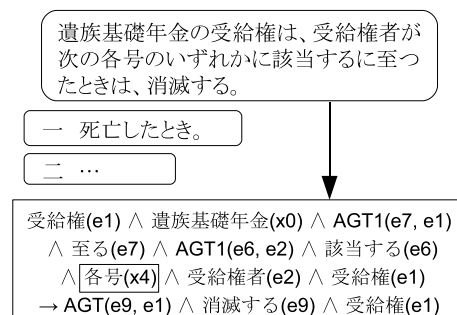 遺族基礎年金の受給権は、受給権者が
次の各号のいずれかに該当するに至つ
たときは、消滅する。
一 死亡したとき。
二 …
受給権(e1) ∧ 遺族基礎年金(x0) ∧ AGT1(e7, e1)
∧ 至る(e7) ∧ AGT1(e6, e2) ∧ 該当する(e6)
∧ 各号(x4) ∧ 受給権者(e2) ∧ 受給権(e1)
→ AGT(e9, e1) ∧ 消滅する(e9) ∧ 受給権(e1)